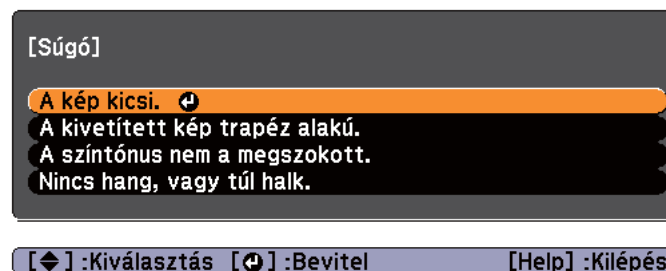 [Súgó]
A kép kicsi.
A kivetített kép trapéz alakú.
A színtónus nem a megszokott.
Nincs hang, vagy túl halk.
[◆] :Kiválasztás [⏎] :Bevitel [Help] :Kilépés